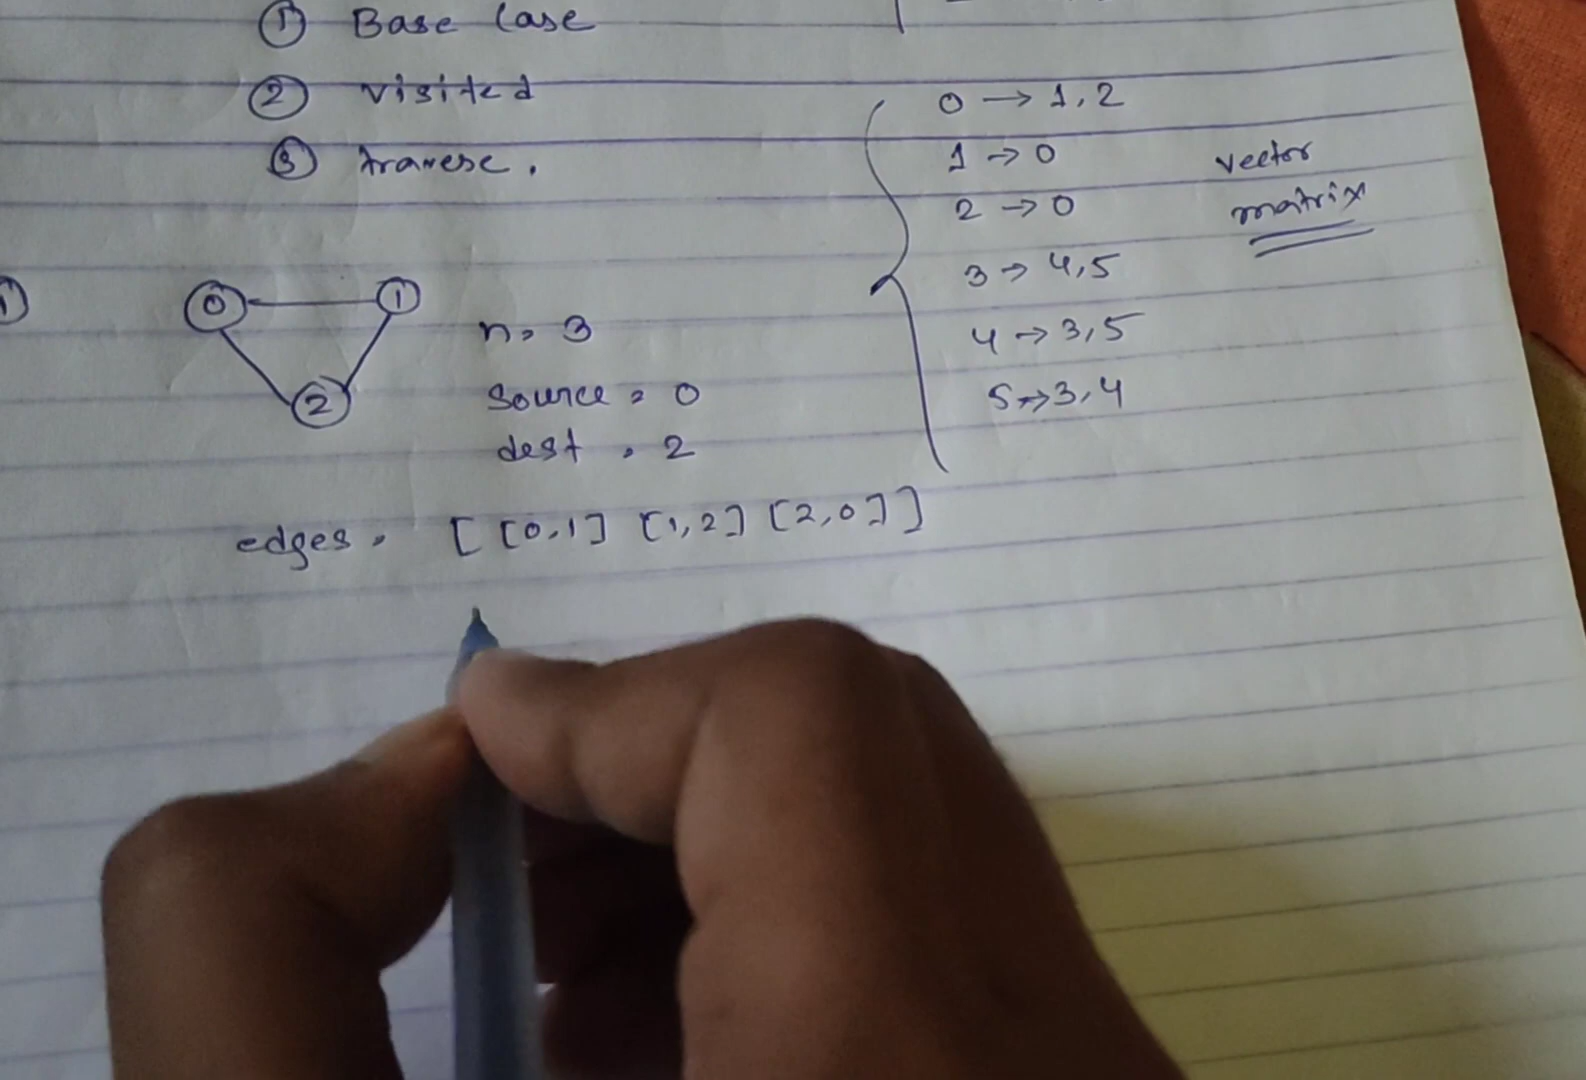 ① Base Case
② visited
③ travese.
0 → 1, 2
1 → 0
2 → 0
3 → 4,5
4 → 3,5
5 → 3,4
vector
matrix
0 1
2
n = 3
source = 0
dest = 2
edges = [ [0,1] [1,2] [2,0] ]